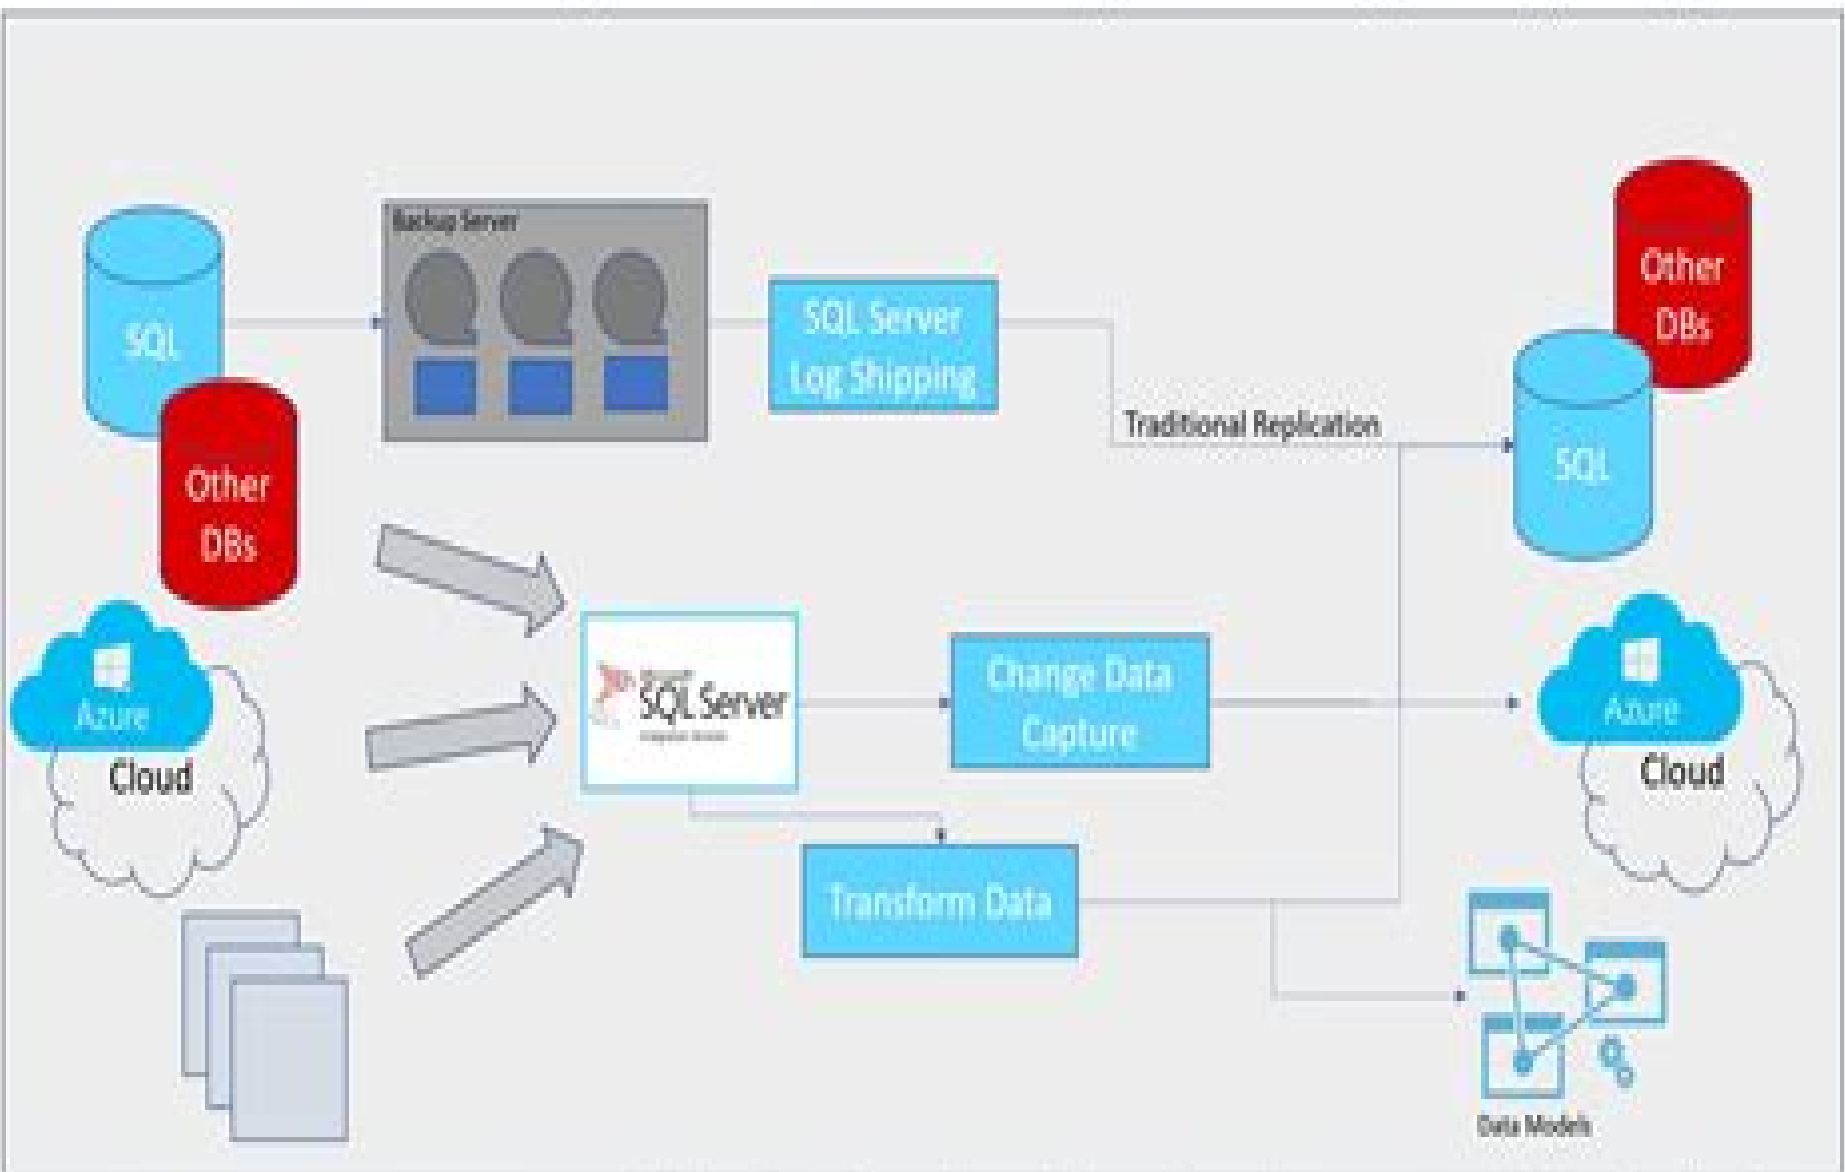 Backup Server
SQL
SQL Server
Log Shipping
Other
DBs
Traditional Replication
Other
DBs
SQL
Azure
Cloud
SQL Server
Change Data
Capture
Azure
Cloud
Transform Data
Data Models